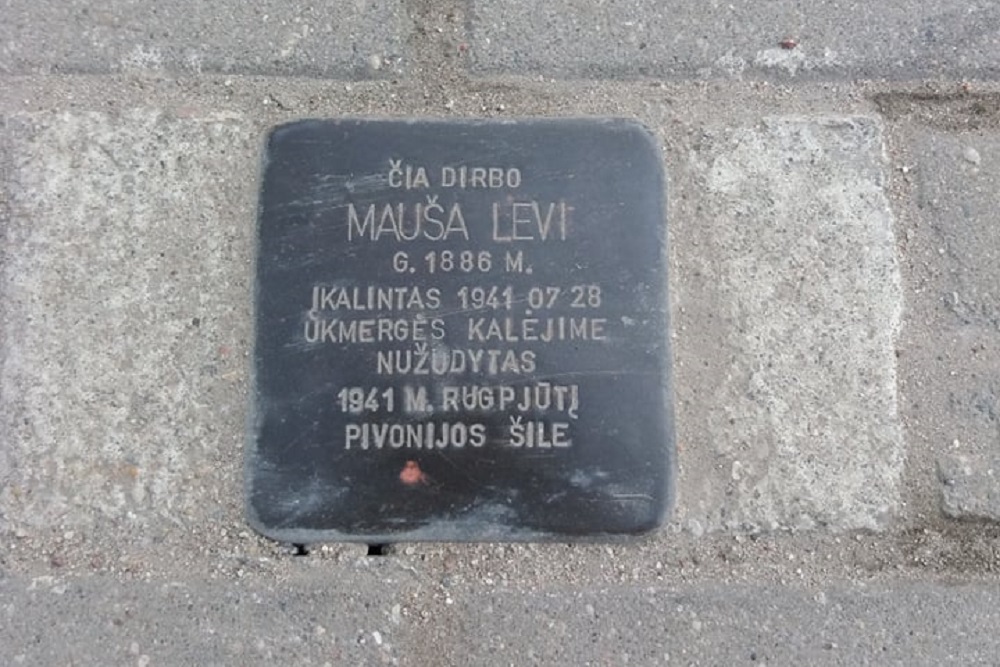 ČIA DIRBO
MAUŠA LEVI
G. 1886 M.
ĮKALINTAS 1941 07 28
UKMERGĖS KALĖJIME
NUŽUDYTAS
1941 M. RUGPJŪTĮ
PIVONIJOS ŠILE